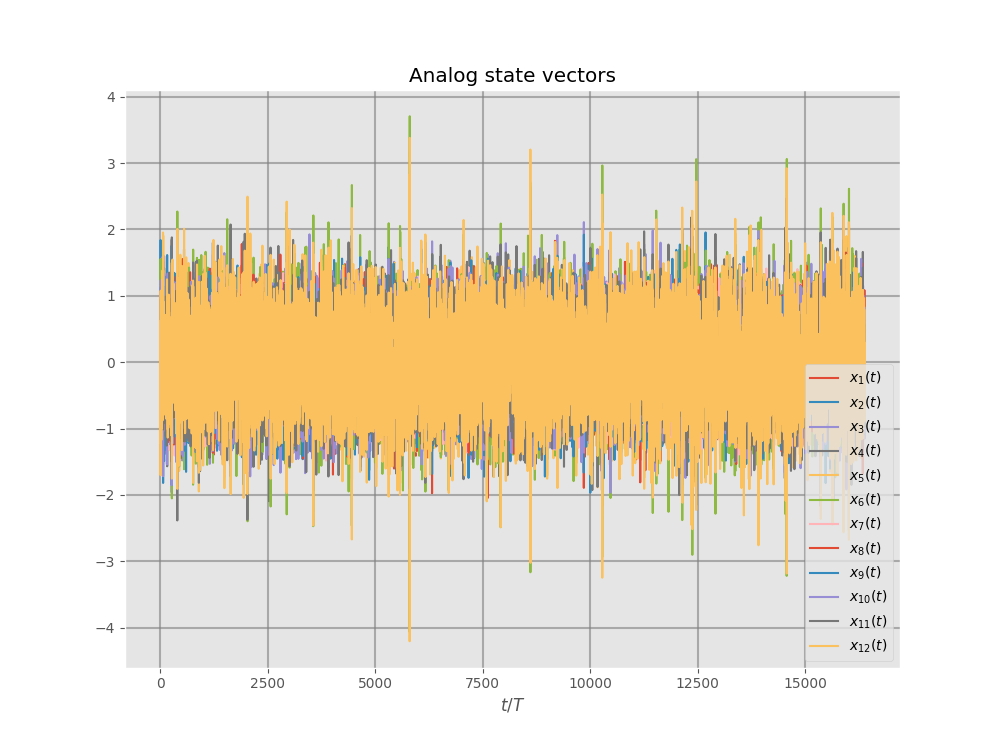 Analog state vectors
4
3
2
1
0
−1
−2
−3
−4
0 2500 5000 7500 10000 12500 15000
t/T
x₁(t)
x₂(t)
x₃(t)
x₄(t)
x₅(t)
x₆(t)
x₇(t)
x₈(t)
x₉(t)
x₁₀(t)
x₁₁(t)
x₁₂(t)